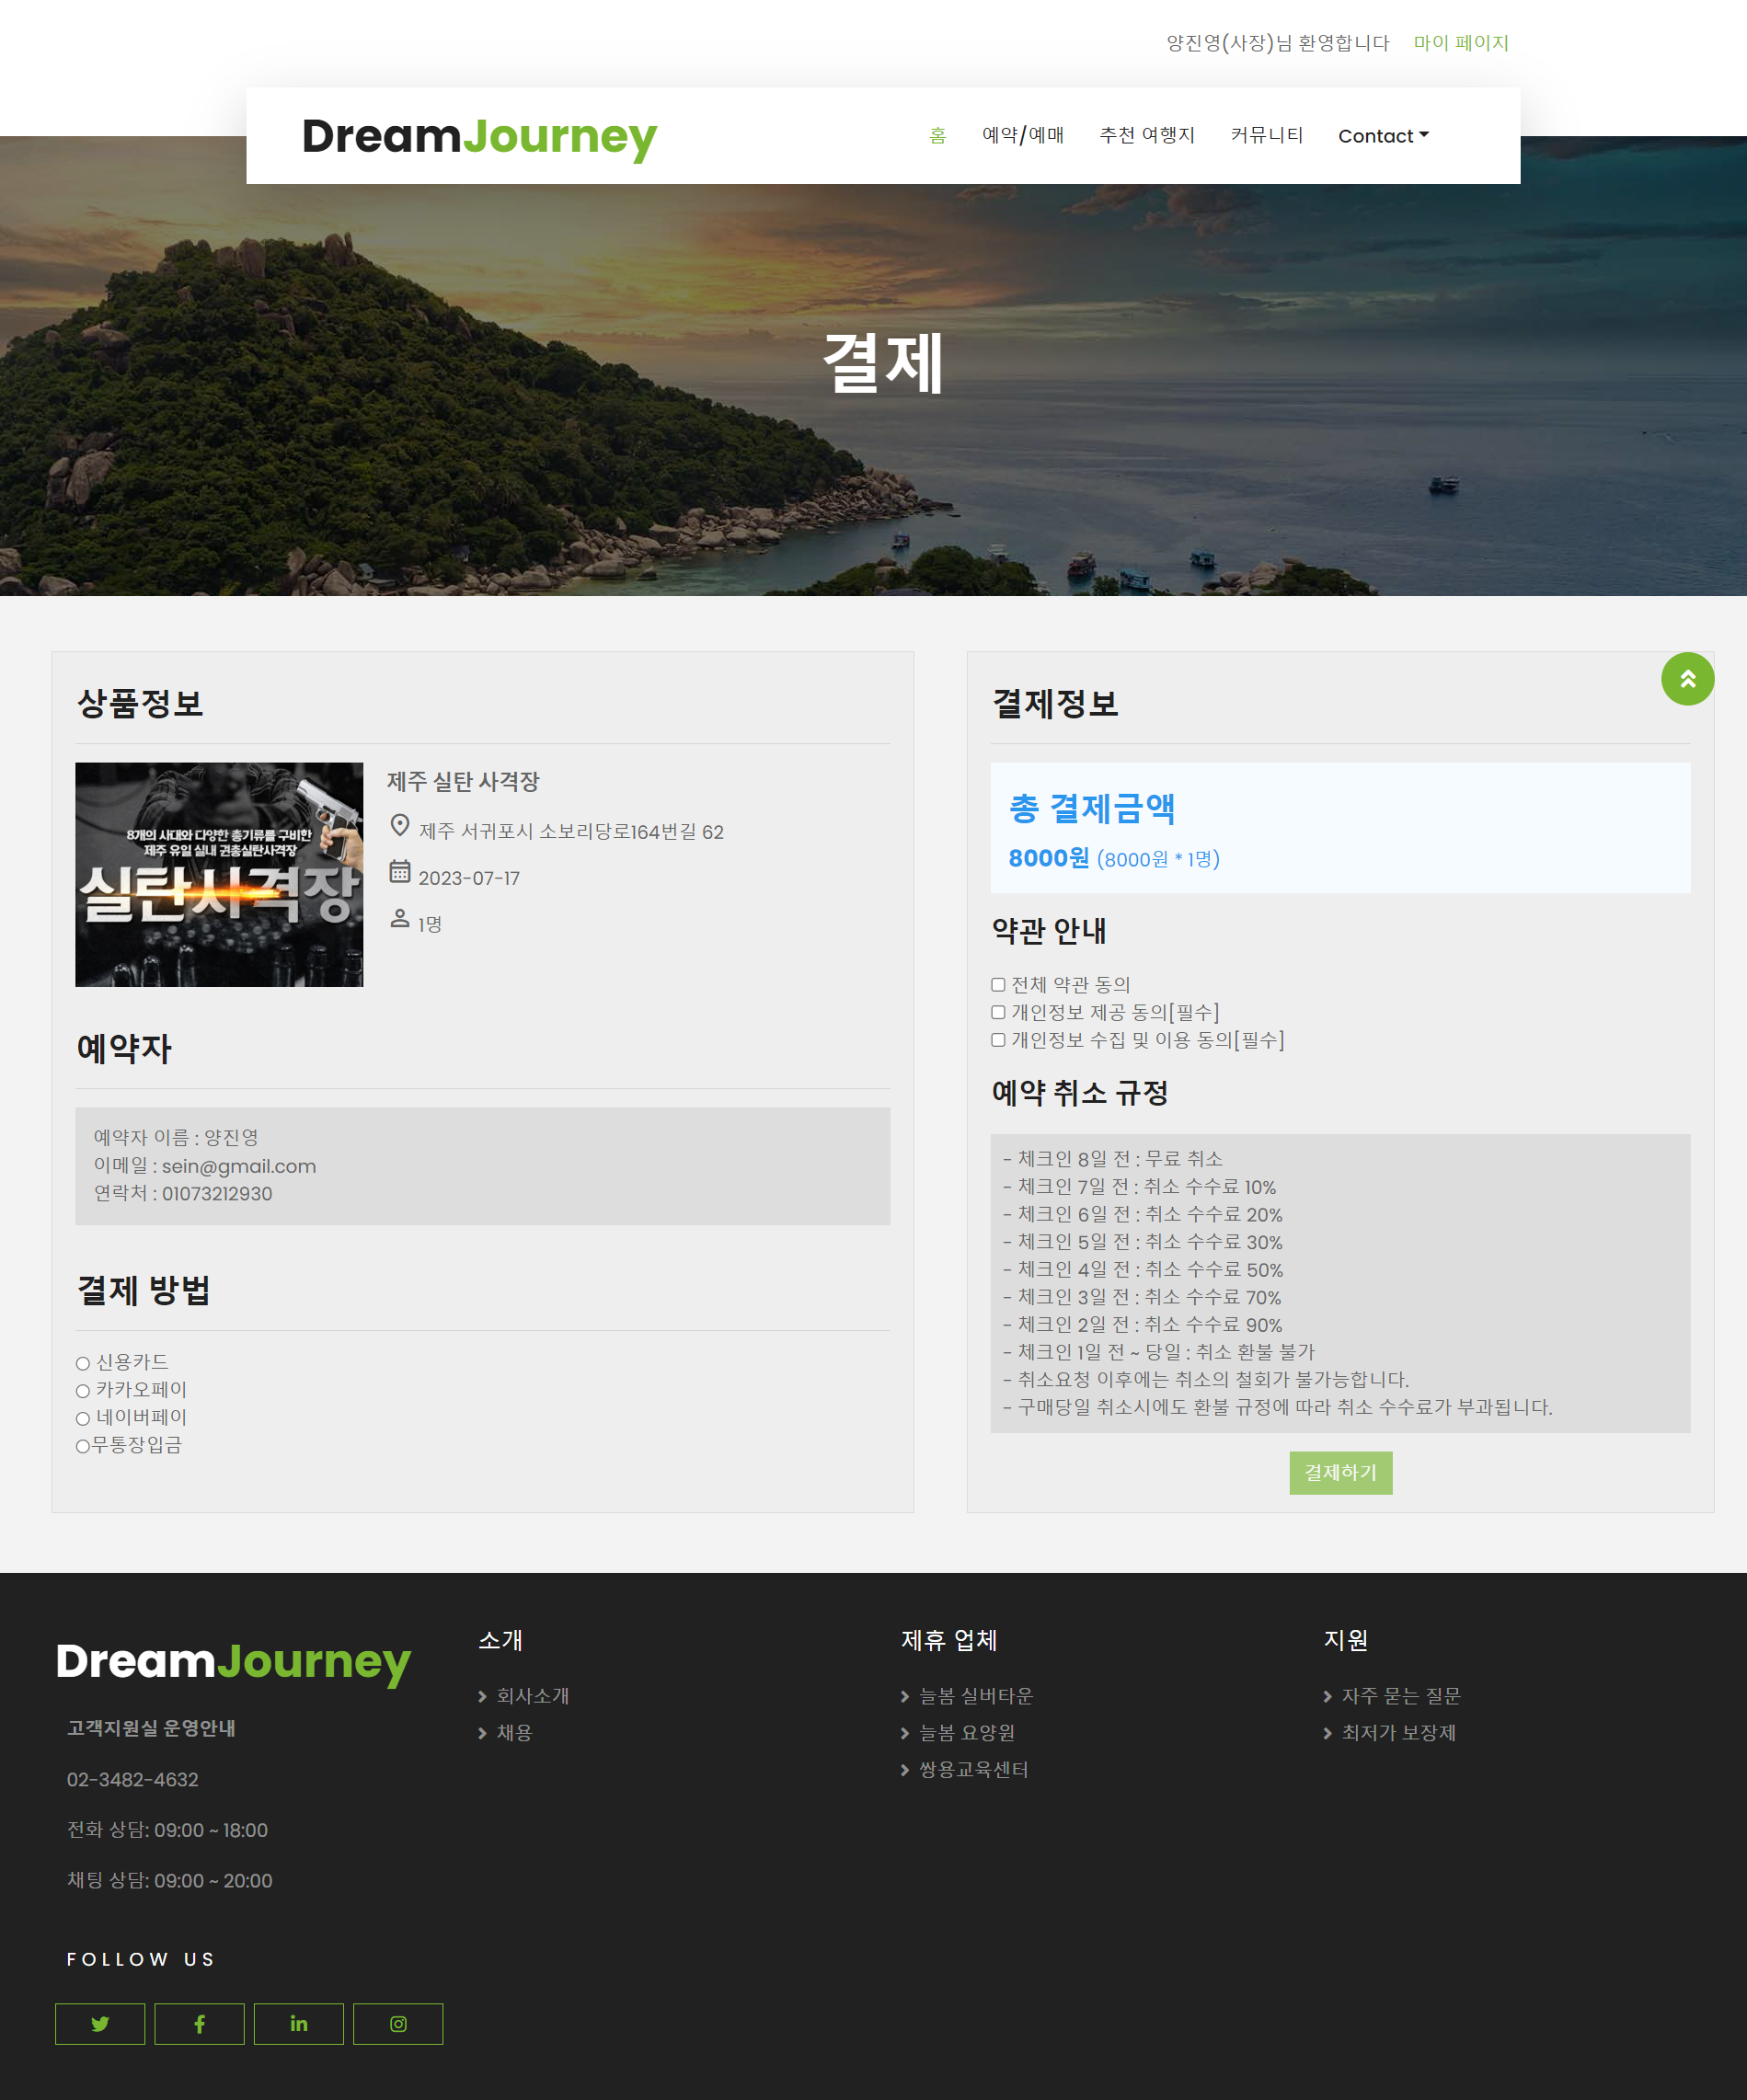 양진영(사장)님 환영합니다 마이 페이지
DreamJourney 홈 예약/예매 추천 여행지 커뮤니티 Contact
결제
상품정보
8개의 사대와 다양한 총기류를 구비한
제주 유일 실내 권총실탄사격장
실탄사격장
제주 실탄 사격장
제주 서귀포시 소보리당로164번길 62
2023-07-17
1명
예약자
예약자 이름 : 양진영
이메일 : sein@gmail.com
연락처 : 01073212930
결제 방법
신용카드
카카오페이
네이버페이
무통장입금
결제정보
총 결제금액
8000원 (8000원 * 1명)
약관 안내
전체 약관 동의
개인정보 제공 동의[필수]
개인정보 수집 및 이용 동의[필수]
예약 취소 규정
- 체크인 8일 전 : 무료 취소
- 체크인 7일 전 : 취소 수수료 10%
- 체크인 6일 전 : 취소 수수료 20%
- 체크인 5일 전 : 취소 수수료 30%
- 체크인 4일 전 : 취소 수수료 50%
- 체크인 3일 전 : 취소 수수료 70%
- 체크인 2일 전 : 취소 수수료 90%
- 체크인 1일 전 ~ 당일 : 취소 환불 불가
- 취소요청 이후에는 취소의 철회가 불가능합니다.
- 구매당일 취소시에도 환불 규정에 따라 취소 수수료가 부과됩니다.
결제하기
DreamJourney
고객지원실 운영안내
02-3482-4632
전화 상담: 09:00 ~ 18:00
채팅 상담: 09:00 ~ 20:00
FOLLOW US
소개
회사소개
채용
제휴 업체
늘봄 실버타운
늘봄 요양원
쌍용교육센터
지원
자주 묻는 질문
최저가 보장제